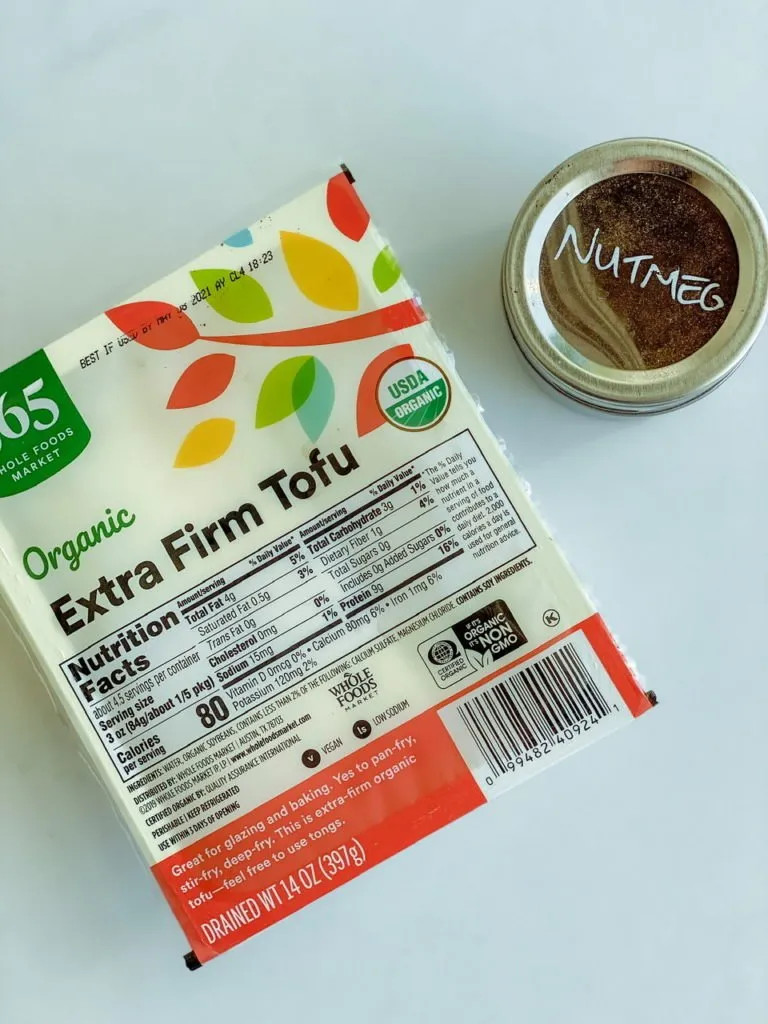 NUTMEG
BEST IF USED BY MAY 08 2021 AY CL4 18:23
365
WHOLE FOODS
MARKET
USDA
ORGANIC
Organic
Extra Firm Tofu
Nutrition
Facts
about 4.5 servings per container
Serving size
3 oz (84g/about 1/5 pkg)
Calories
per serving
80
Amount/serving % Daily Value*
Total Fat 4g 5%
Saturated Fat 0.5g 3%
Trans Fat 0g
Cholesterol 0mg 0%
Sodium 15mg 1%
Amount/serving % Daily Value*
Total Carbohydrate 3g 1%
Dietary Fiber 1g 4%
Total Sugars 0g
Includes 0g Added Sugars 0%
Protein 9g 16%
Vitamin D 0mcg 0% • Calcium 80mg 6% • Iron 1mg 6%
Potassium 120mg 2%
*The % Daily
Value tells you
how much a
nutrient in a
serving of food
contributes to a
daily diet. 2,000
calories a day is
used for general
nutrition advice.
INGREDIENTS: WATER, ORGANIC SOYBEANS, CONTAINS LESS THAN 2% OF THE FOLLOWING: CALCIUM SULFATE, MAGNESIUM CHLORIDE. CONTAINS SOY INGREDIENTS.
DISTRIBUTED BY: WHOLE FOODS MARKET | AUSTIN, TX 78703
©2019 WHOLE FOODS MARKET IP, LP | www.wholefoodsmarket.com
CERTIFIED ORGANIC BY: QUALITY ASSURANCE INTERNATIONAL
PERISHABLE | KEEP REFRIGERATED
USE WITHIN 3 DAYS OF OPENING
WHOLE
FOODS
MARKET
V VEGAN
ls LOW SODIUM
CERTIFIED
ORGANIC
IF IT'S
ORGANIC
IT'S
NON
GMO
K
0 99482 40924 1
Great for glazing and baking. Yes to pan-fry,
stir-fry, deep-fry. This is extra-firm organic
tofu—feel free to use tongs.
DRAINED WT 14 OZ (397g)